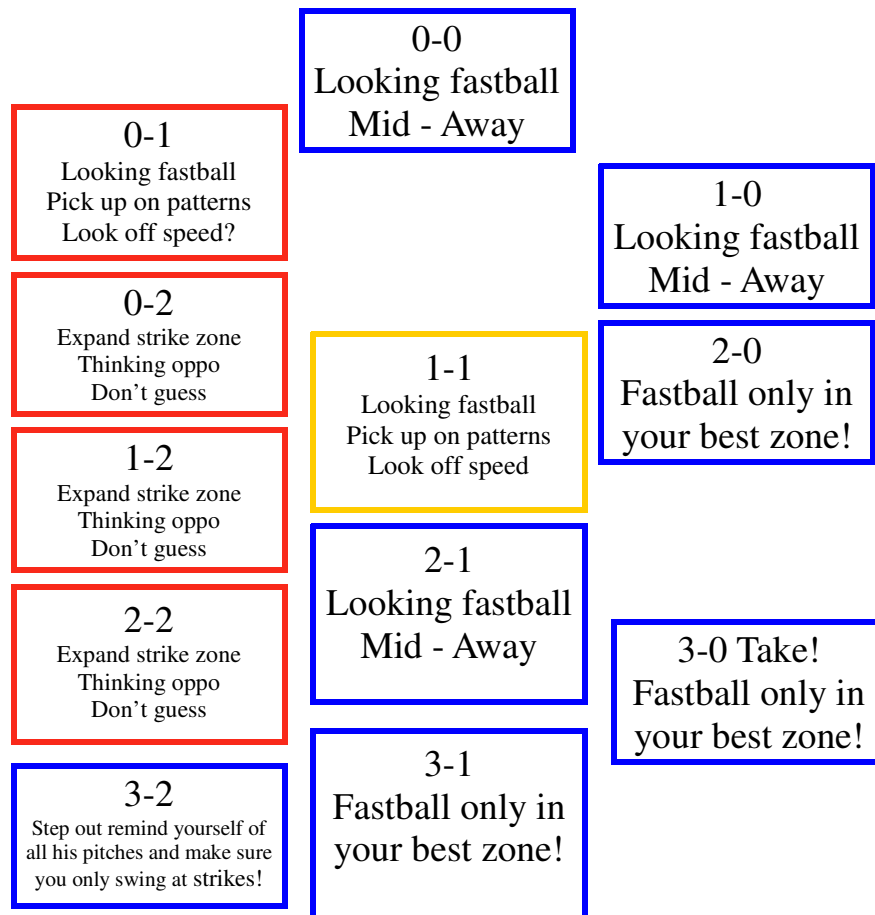 0-0
Looking fastball
Mid - Away
0-1
Looking fastball
Pick up on patterns
Look off speed?
1-0
Looking fastball
Mid - Away
0-2
Expand strike zone
Thinking oppo
Don't guess
1-1
Looking fastball
Pick up on patterns
Look off speed
2-0
Fastball only in
your best zone!
1-2
Expand strike zone
Thinking oppo
Don't guess
2-1
Looking fastball
Mid - Away
2-2
Expand strike zone
Thinking oppo
Don't guess
3-0 Take!
Fastball only in
your best zone!
3-2
Step out remind yourself of
all his pitches and make sure
you only swing at strikes!
3-1
Fastball only in
your best zone!